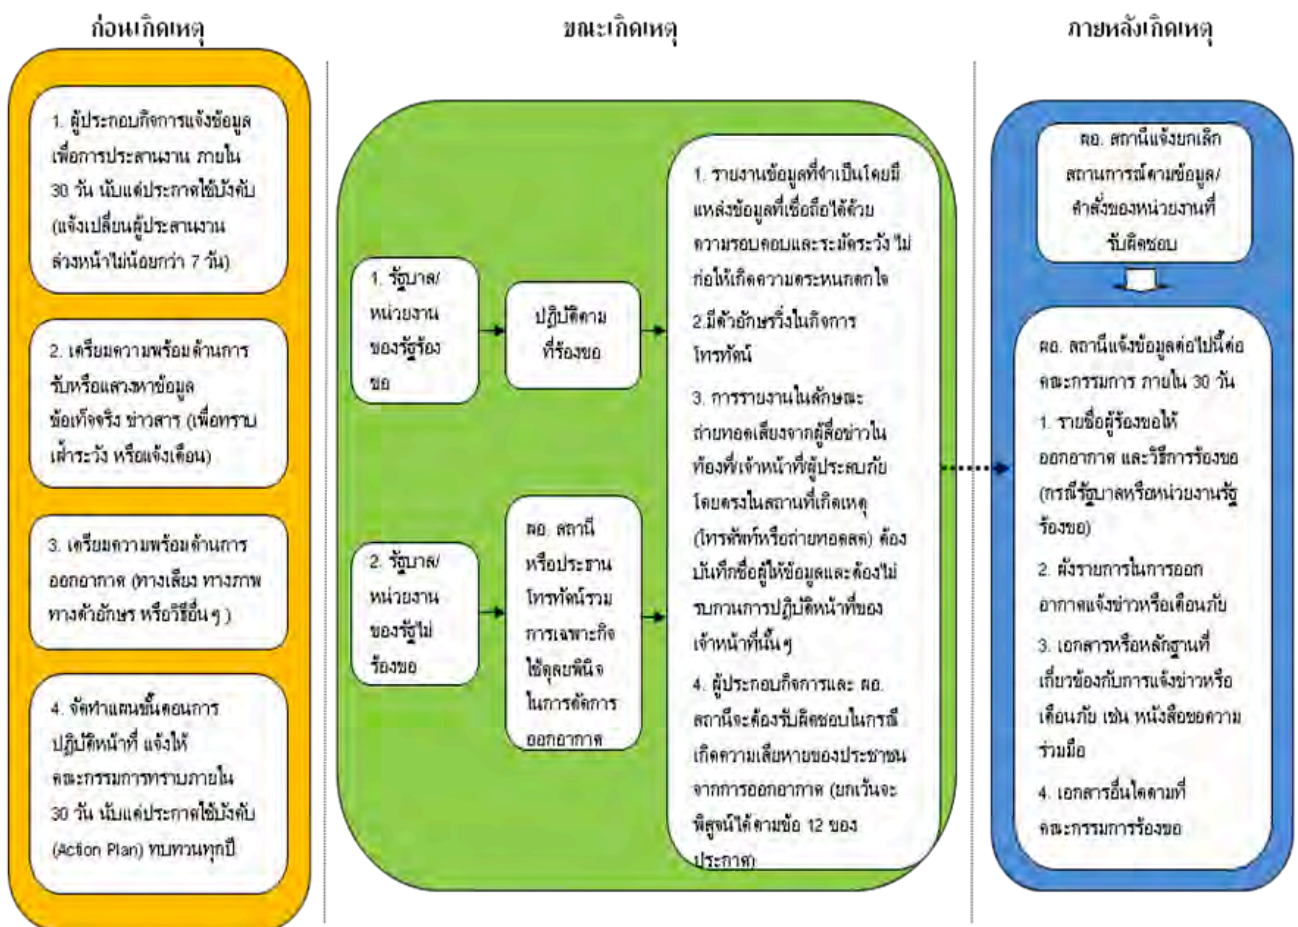 ก่อนเกิดเหตุ
1. ผู้ประกอบกิจการแจ้งข้อมูล
เพื่อการประสานงาน ภายใน
30 วัน นับแต่ประกาศใช้บังคับ
(แจ้งเปลี่ยนผู้ประสานงาน
ล่วงหน้าไม่น้อยกว่า 7 วัน)
2. เตรียมความพร้อมด้านการ
รับหรือแสวงหาข้อมูล
ข้อเท็จจริง ข่าวสาร (เพื่อทราบ
เฝ้าระวัง หรือแจ้งเตือน)
3. เตรียมความพร้อมด้านการ
ออกอากาศ (ทางเสียง ทางภาพ
ทางตัวอักษร หรือวิธีอื่นๆ )
4. จัดทำแผนขั้นตอนการ
ปฏิบัติหน้าที่ แจ้งให้
คณะกรรมการทราบภายใน
30 วัน นับแต่ประกาศใช้บังคับ
(Action Plan) ทบทวนทุกปี
ขณะเกิดเหตุ
1. รัฐบาล/
หน่วยงาน
ของรัฐร้อง
ขอ
ปฏิบัติตาม
ที่ร้องขอ
2. รัฐบาล/
หน่วยงาน
ของรัฐไม่
ร้องขอ
ผอ. สถานี
หรือประธาน
โทรทัศน์รวม
การเฉพาะกิจ
ใช้ดุลยพินิจ
ในการตัดการ
ออกอากาศ
1. รายงานข้อมูลที่จำเป็นโดยมี
แหล่งข้อมูลที่เชื่อถือได้ด้วย
ความรอบคอบและระมัดระวัง ไม่
ก่อให้เกิดความตระหนกตกใจ
2.มีตัวอักษรวิ่งในกิจการ
โทรทัศน์
3. การรายงานในลักษณะ
ถ่ายทอดเสียงจากผู้สื่อข่าวใน
ท้องที่/เจ้าหน้าที่/ผู้ประสบภัย
โดยตรงในสถานที่เกิดเหตุ
(โทรศัพท์หรือถ่ายทอดสด) ต้อง
บันทึกชื่อผู้ให้ข้อมูลและต้องไม่
รบกวนการปฏิบัติหน้าที่ของ
เจ้าหน้าที่นั้นๆ
4. ผู้ประกอบกิจการและ ผอ.
สถานีจะต้องรับผิดชอบในกรณี
เกิดความเสียหายของประชาชน
จากการออกอากาศ (ยกเว้นจะ
พิสูจน์ได้ตามข้อ 12 ของ
ประกาศ)
ภายหลังเกิดเหตุ
ผอ. สถานีแจ้งยกเลิก
สถานการณ์ตามข้อมูล/
คำสั่งของหน่วยงานที่
รับผิดชอบ
ผอ. สถานีแจ้งข้อมูลต่อไปนี้ต่อ
คณะกรรมการ ภายใน 30 วัน
1. รายชื่อผู้ร้องขอให้
ออกอากาศ และวิธีการร้องขอ
(กรณีรัฐบาลหรือหน่วยงานรัฐ
ร้องขอ)
2. ผังรายการในการออก
อากาศแจ้งข่าวหรือเตือนภัย
3. เอกสารหรือหลักฐานที่
เกี่ยวข้องกับการแจ้งข่าวหรือ
เตือนภัย เช่น หนังสือขอความ
ร่วมมือ
4. เอกสารอื่นใดตามที่
คณะกรรมการร้องขอ